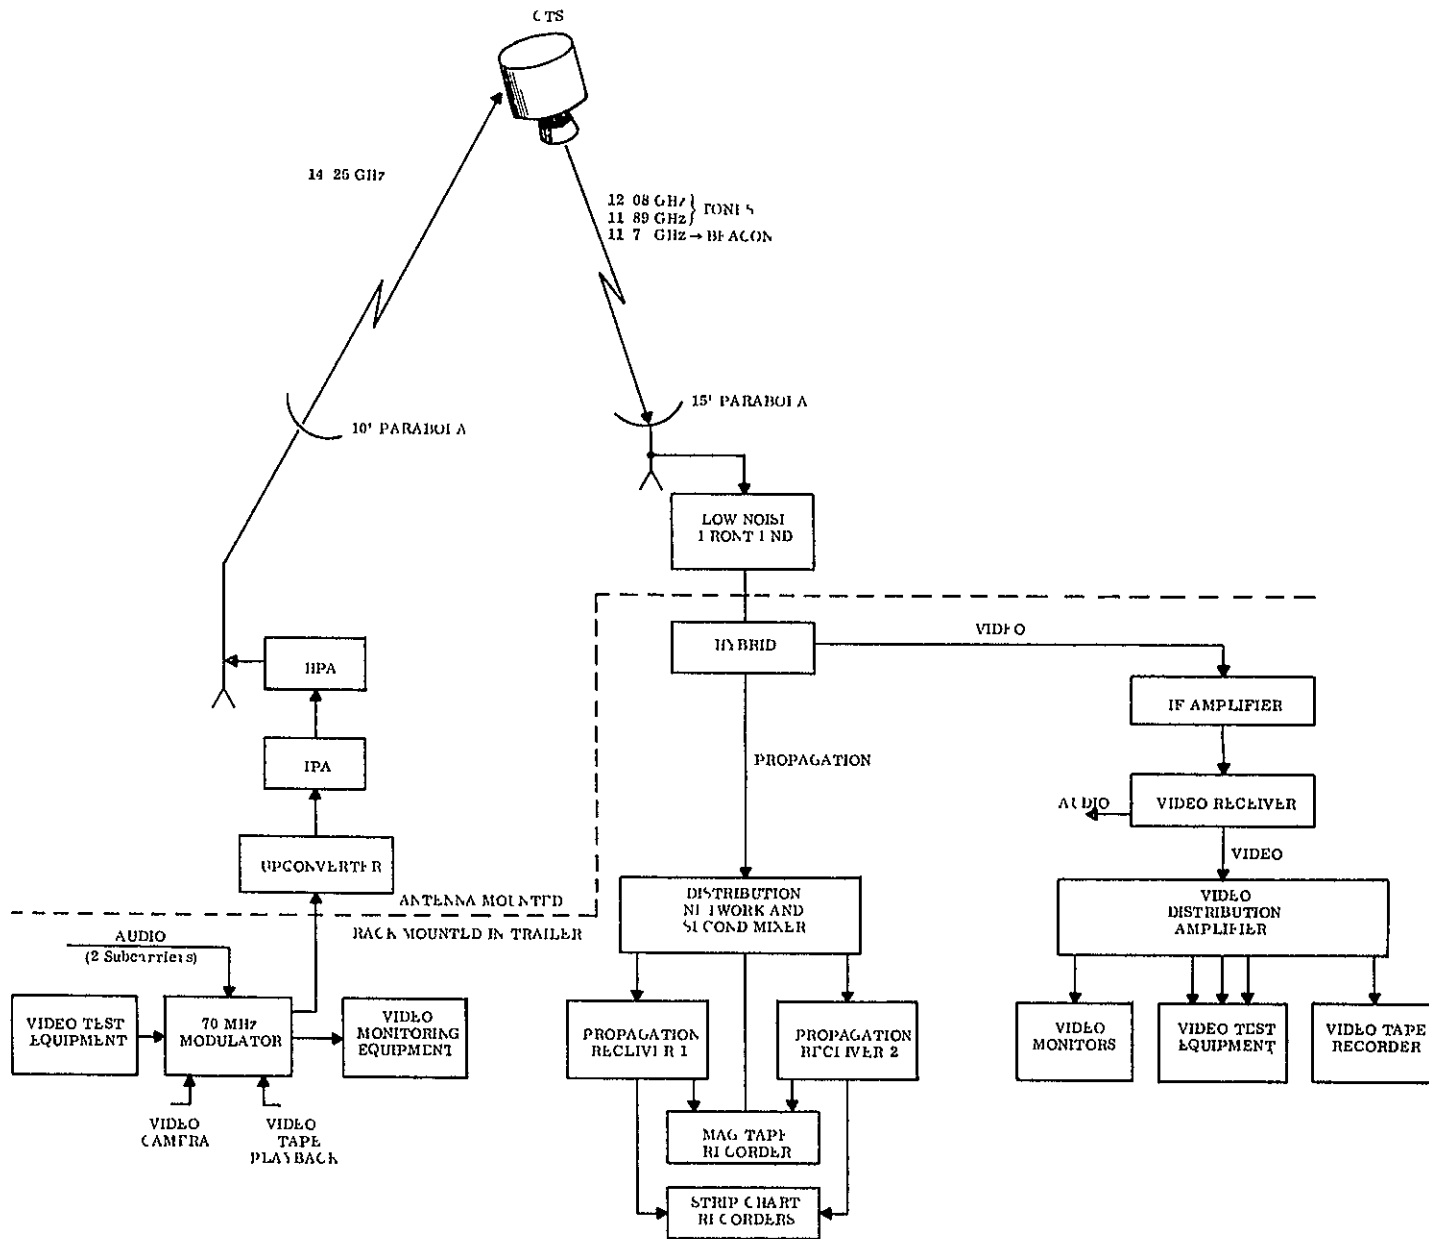 CTS
14 25 GHz
12 08 GHz } TONES
11 89 GHz
11 7 GHz → BEACON
10' PARABOLA
15' PARABOLA
LOW NOISE
FRONT END
HYBRID
VIDEO
HPA
IF AMPLIFIER
IPA
PROPAGATION
AUDIO
VIDEO RECEIVER
UPCONVERTER
VIDEO
ANTENNA MOUNTED
RACK MOUNTED IN TRAILER
DISTRIBUTION
NETWORK AND
SECOND MIXER
VIDEO
DISTRIBUTION
AMPLIFIER
AUDIO
(2 Subcarriers)
VIDEO TEST
EQUIPMENT
70 MHz
MODULATOR
VIDEO
MONITORING
EQUIPMENT
PROPAGATION
RECEIVER 1
PROPAGATION
RECEIVER 2
VIDEO
MONITORS
VIDEO TEST
EQUIPMENT
VIDEO TAPE
RECORDER
VIDEO
CAMERA
VIDEO
TAPE
PLAYBACK
MAG TAPE
RECORDER
STRIP CHART
RECORDERS